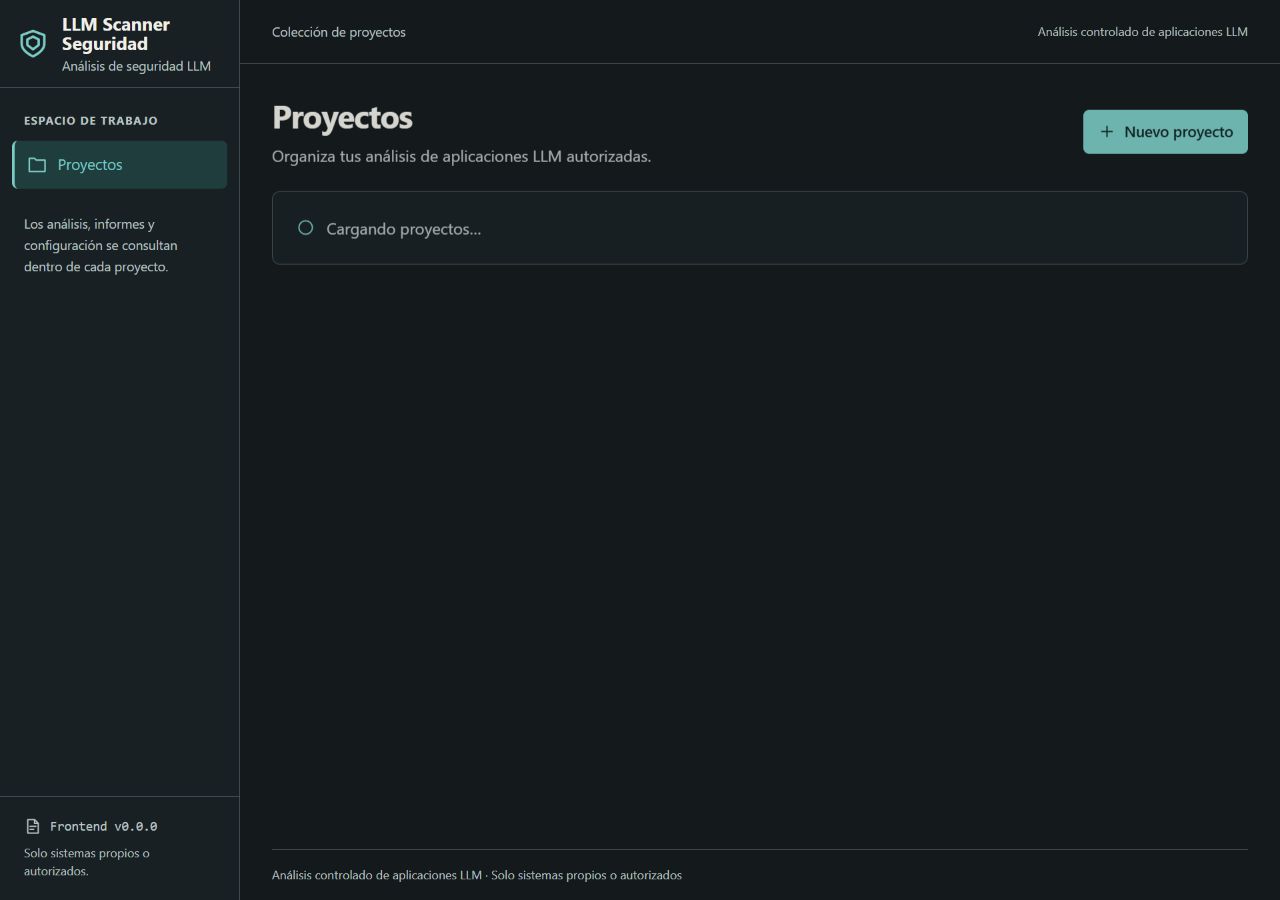 LLM Scanner
Seguridad
Análisis de seguridad LLM
ESPACIO DE TRABAJO
Proyectos
Los análisis, informes y
configuración se consultan
dentro de cada proyecto.
Frontend v0.0.0
Solo sistemas propios o
autorizados.
Colección de proyectos
Análisis controlado de aplicaciones LLM
Proyectos
Organiza tus análisis de aplicaciones LLM autorizadas.
Nuevo proyecto
Cargando proyectos...
Análisis controlado de aplicaciones LLM · Solo sistemas propios o autorizados